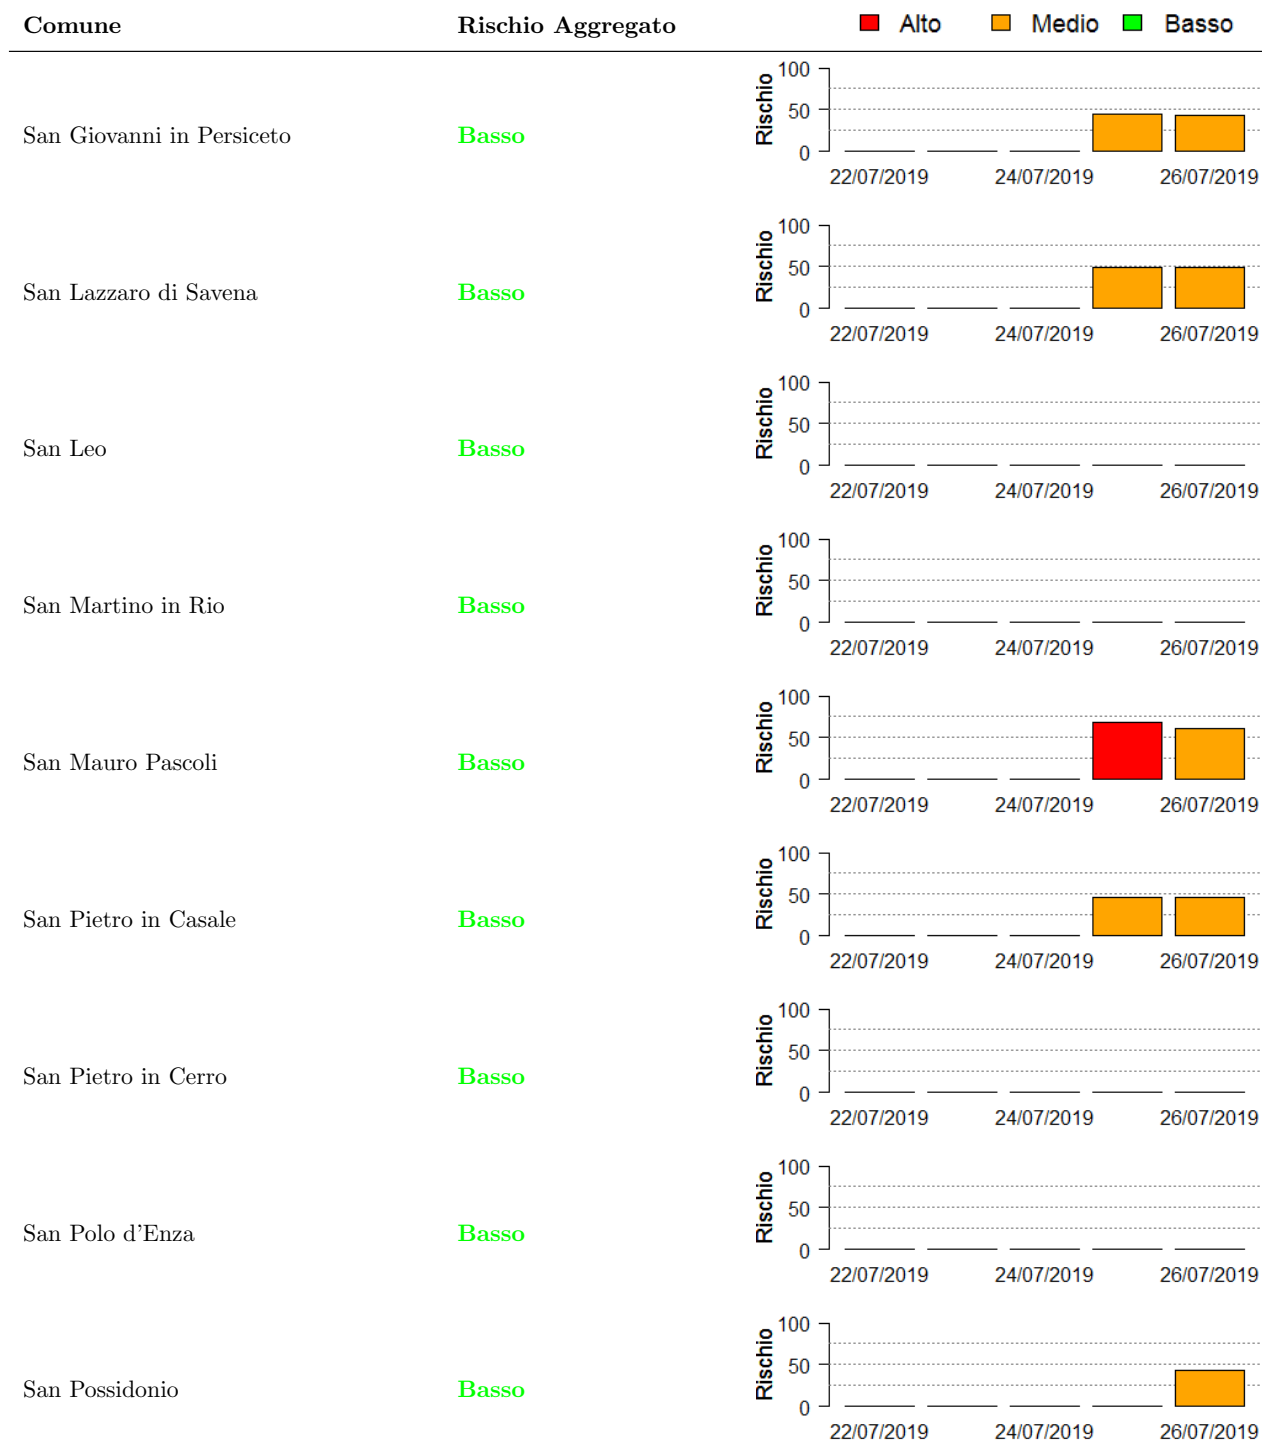 Comune Rischio Aggregato Alto Medio Basso
100
50
0
Rischio
San Giovanni in Persiceto Basso
22/07/2019 24/07/2019 26/07/2019
100
50
0
Rischio
San Lazzaro di Savena Basso
22/07/2019 24/07/2019 26/07/2019
100
50
0
Rischio
San Leo Basso
22/07/2019 24/07/2019 26/07/2019
100
50
0
Rischio
San Martino in Rio Basso
22/07/2019 24/07/2019 26/07/2019
100
50
0
Rischio
San Mauro Pascoli Basso
22/07/2019 24/07/2019 26/07/2019
100
50
0
Rischio
San Pietro in Casale Basso
22/07/2019 24/07/2019 26/07/2019
100
50
0
Rischio
San Pietro in Cerro Basso
22/07/2019 24/07/2019 26/07/2019
100
50
0
Rischio
San Polo d'Enza Basso
22/07/2019 24/07/2019 26/07/2019
100
50
0
Rischio
San Possidonio Basso
22/07/2019 24/07/2019 26/07/2019